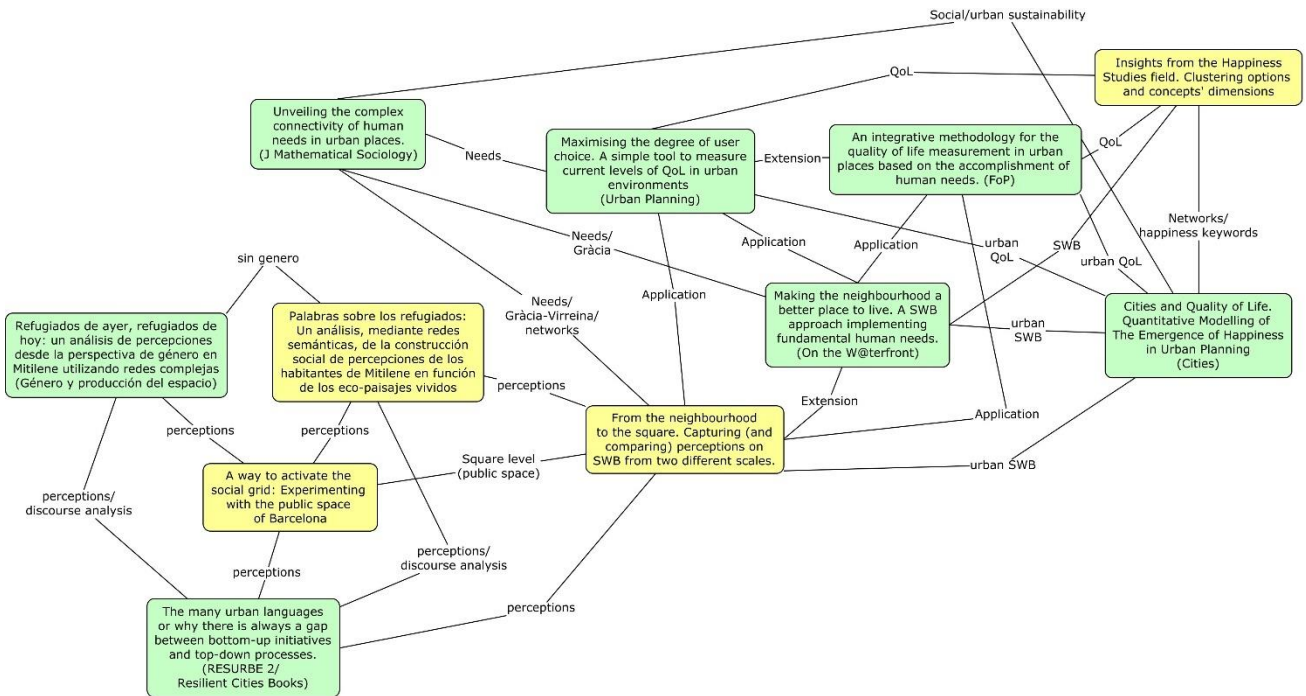 Social/urban sustainability
Insights from the Happiness
Studies field. Clustering options
and concepts' dimensions
QoL
Unveiling the complex
connectivity of human
needs in urban places.
(J Mathematical Sociology)
Needs
Maximising the degree of user
choice. A simple tool to measure
current levels of QoL in urban
environments
(Urban Planning)
Extension
An integrative methodology for the
quality of life measurement in urban
places based on the accomplishment of
human needs. (FoP)
QoL
Networks/
happiness keywords
Needs/
Gràcia
Application
Application
urban
QoL
SWB
urban QoL
sin genero
Needs/
Gràcia-Virreina/
networks
Application
Making the neighbourhood a
better place to live. A SWB
approach implementing
fundamental human needs.
(On the W@terfront)
urban
SWB
Cities and Quality of Life.
Quantitative Modelling of
The Emergence of Happiness
in Urban Planning
(Cities)
Refugiados de ayer, refugiados de
hoy: un análisis de percepciones
desde la perspectiva de género en
Mitilene utilizando redes complejas
(Género y producción del espacio)
Palabras sobre los refugiados:
Un análisis, mediante redes
semánticas, de la construcción
social de percepciones de los
habitantes de Mitilene en función
de los eco-paisajes vividos
perceptions
Extension
Application
From the neighbourhood
to the square. Capturing (and
comparing) perceptions on
SWB from two different scales.
perceptions
perceptions
Square level
(public space)
urban SWB
A way to activate the
social grid: Experimenting
with the public space
of Barcelona
perceptions/
discourse analysis
perceptions/
discourse analysis
perceptions
perceptions
The many urban languages
or why there is always a gap
between bottom-up initiatives
and top-down processes.
(RESURBE 2/
Resilient Cities Books)